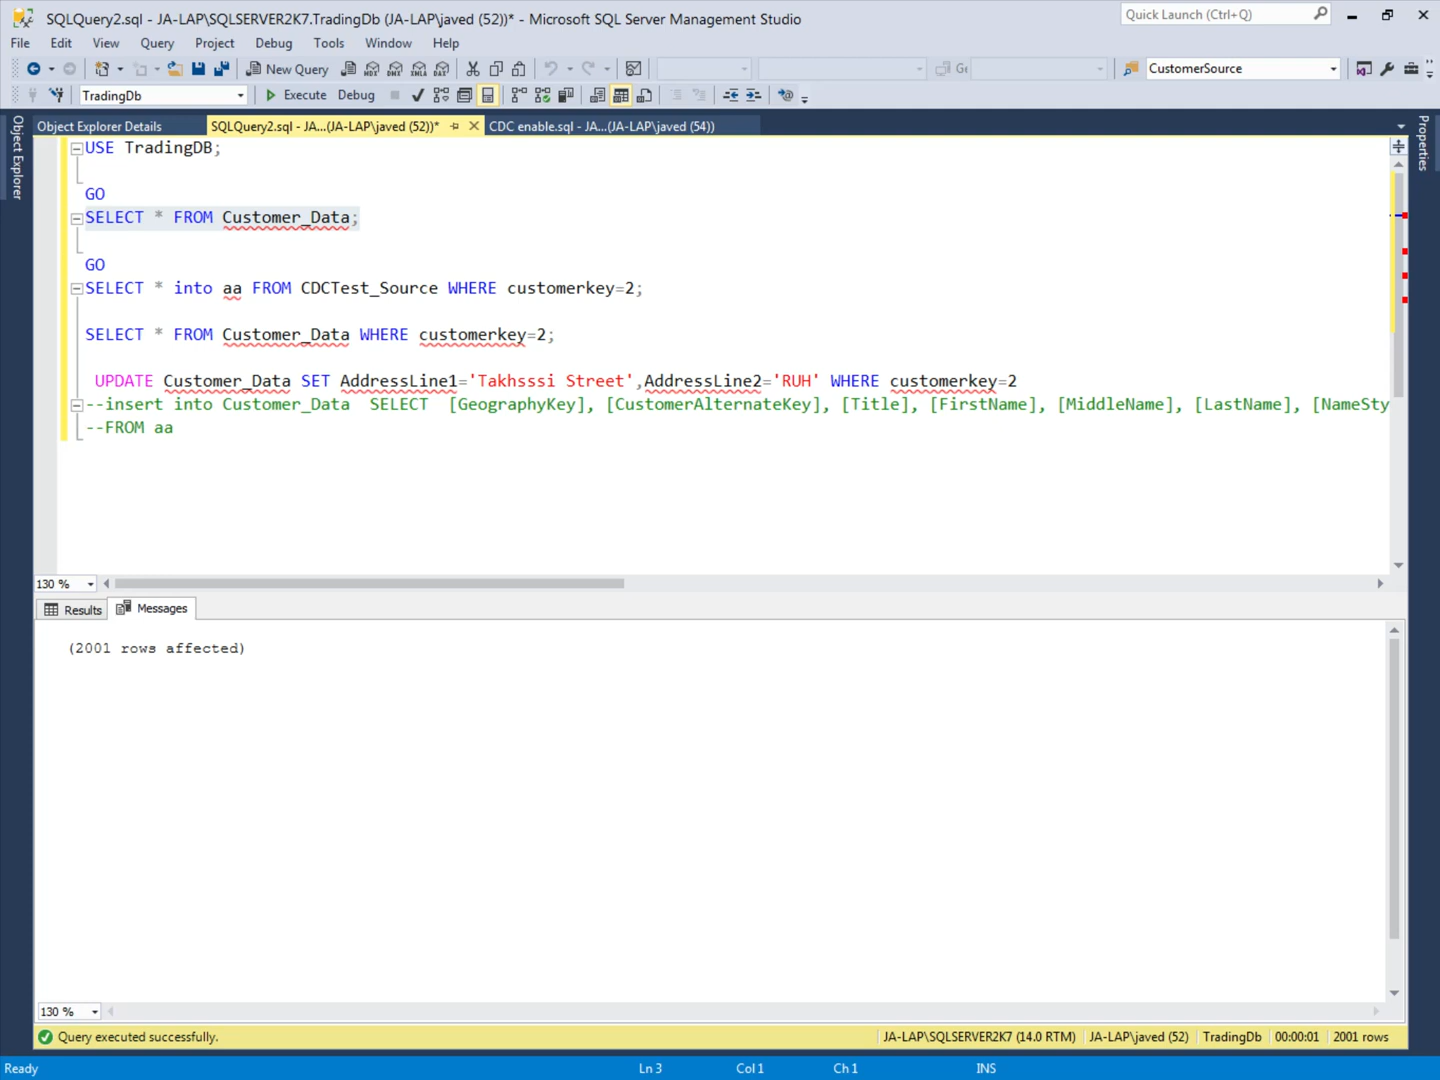 SQLQuery2.sql - JA-LAP\SQLSERVER2K7.TradingDb (JA-LAP\javed (52))* - Microsoft SQL Server Management Studio
Quick Launch (Ctrl+Q)
File Edit View Query Project Debug Tools Window Help
New Query
CustomerSource
TradingDb
Execute Debug
Object Explorer Details
SQLQuery2.sql - JA...(JA-LAP\javed (52))*
CDC enable.sql - JA...(JA-LAP\javed (54))
Object Explorer
Properties
USE TradingDB;
GO
SELECT * FROM Customer_Data;
GO
SELECT * into aa FROM CDCTest_Source WHERE customerkey=2;
SELECT * FROM Customer_Data WHERE customerkey=2;
UPDATE Customer_Data SET AddressLine1='Takhsssi Street',AddressLine2='RUH' WHERE customerkey=2
--insert into Customer_Data  SELECT  [GeographyKey], [CustomerAlternateKey], [Title], [FirstName], [MiddleName], [LastName], [NameSty
--FROM aa
130 %
Results Messages
(2001 rows affected)
130 %
Query executed successfully.
JA-LAP\SQLSERVER2K7 (14.0 RTM) JA-LAP\javed (52) TradingDb 00:00:01 2001 rows
Ready Ln 3 Col 1 Ch 1 INS